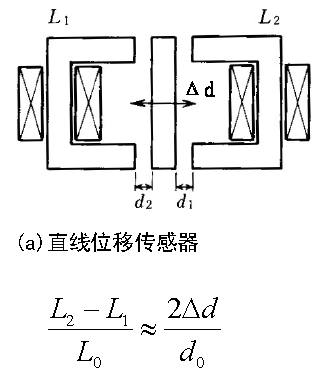 L₁ L₂
Δd
d₂ d₁
(a)直线位移传感器
(L₂ − L₁)/L₀ ≈ 2Δd/d₀